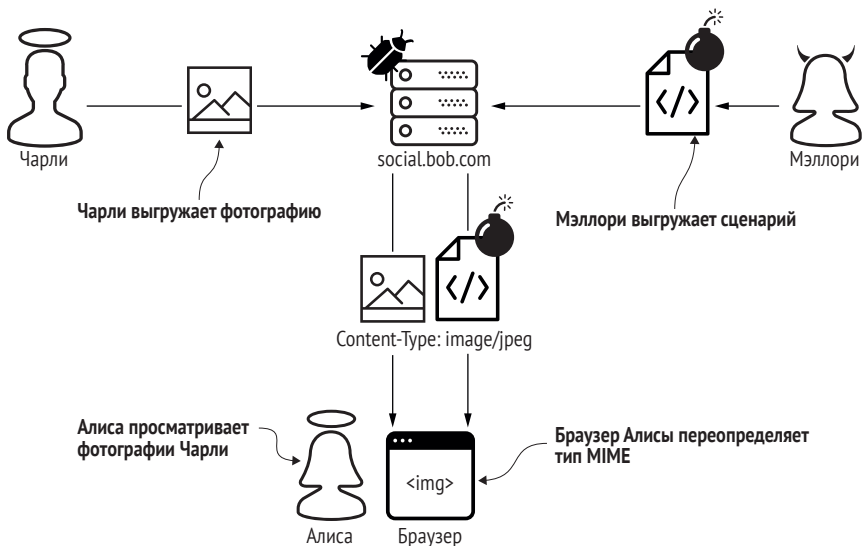 Чарли
social.bob.com
Мэллори
Чарли выгружает фотографию
Мэллори выгружает сценарий
</>
</>
Content-Type: image/jpeg
Алиса просматривает
фотографии Чарли
Браузер Алисы переопределяет
тип MIME
<img>
Алиса
Браузер